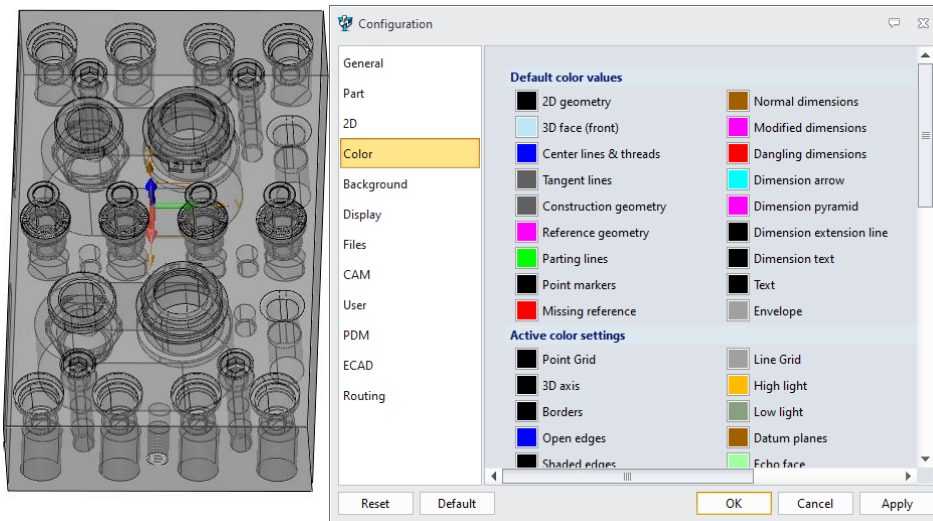 Configuration
General
Part
2D
Color
Background
Display
Files
CAM
User
PDM
ECAD
Routing
Default color values
2D geometry
Normal dimensions
3D face (front)
Modified dimensions
Center lines & threads
Dangling dimensions
Tangent lines
Dimension arrow
Construction geometry
Dimension pyramid
Reference geometry
Dimension extension line
Parting lines
Dimension text
Point markers
Text
Missing reference
Envelope
Active color settings
Point Grid
Line Grid
3D axis
High light
Borders
Low light
Open edges
Datum planes
Shaded edges
Echo face
Reset
Default
OK
Cancel
Apply